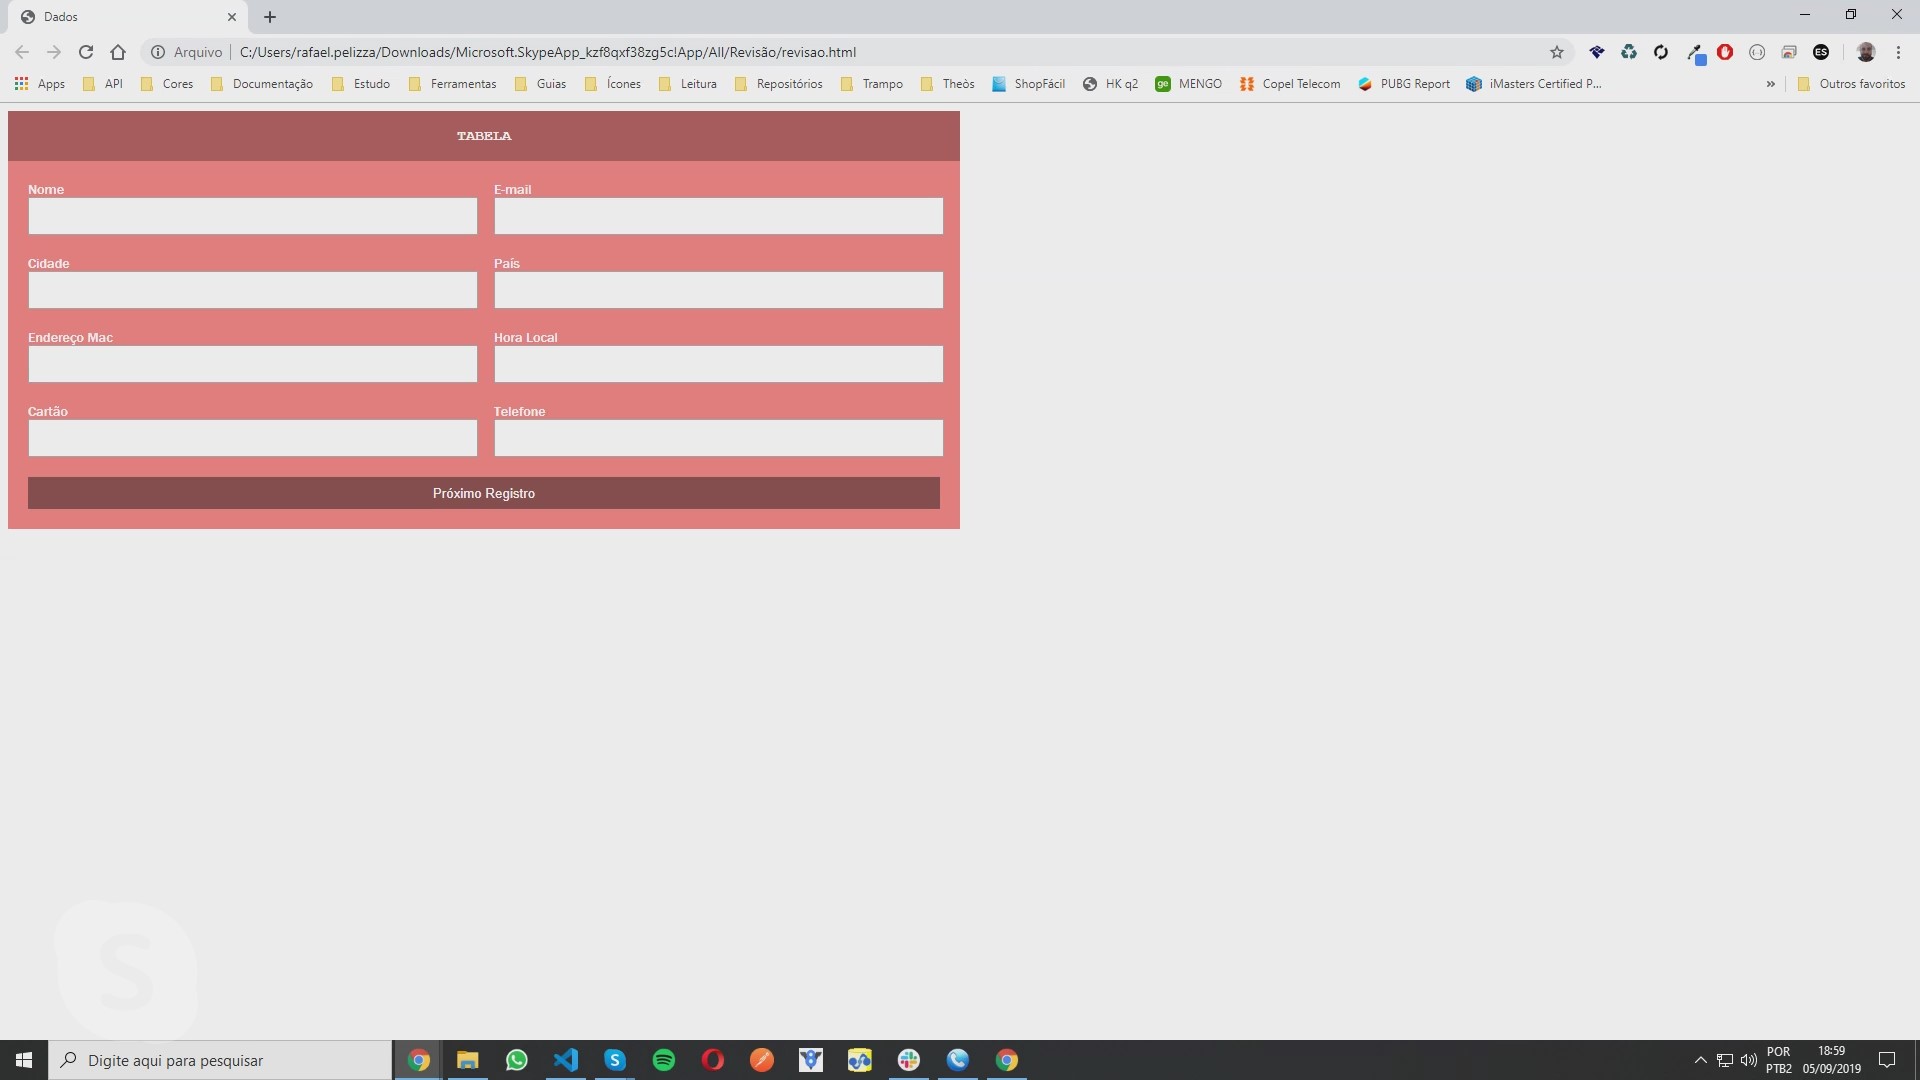 Dados
Arquivo C:/Users/rafael.pelizza/Downloads/Microsoft.SkypeApp_kzf8qxf38zg5c!App/All/Revisão/revisao.html
ES
Apps API Cores Documentação Estudo Ferramentas Guias Ícones Leitura Repositórios Trampo Theòs ShopFácil HK q2 ge MENGO Copel Telecom PUBG Report iMasters Certified P... » Outros favoritos
TABELA
Nome E-mail
Cidade País
Endereço Mac Hora Local
Cartão Telefone
Próximo Registro
S
Digite aqui para pesquisar
POR 18:59
PTB2 05/09/2019